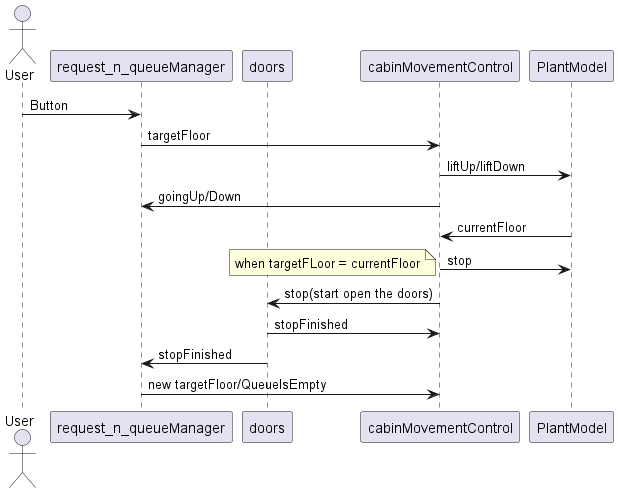 User
request_n_queueManager
doors
cabinMovementControl
PlantModel
Button
targetFloor
liftUp/liftDown
goingUp/Down
currentFloor
when targetFLoor = currentFloor
stop
stop(start open the doors)
stopFinished
stopFinished
new targetFloor/QueueIsEmpty
User
request_n_queueManager
doors
cabinMovementControl
PlantModel